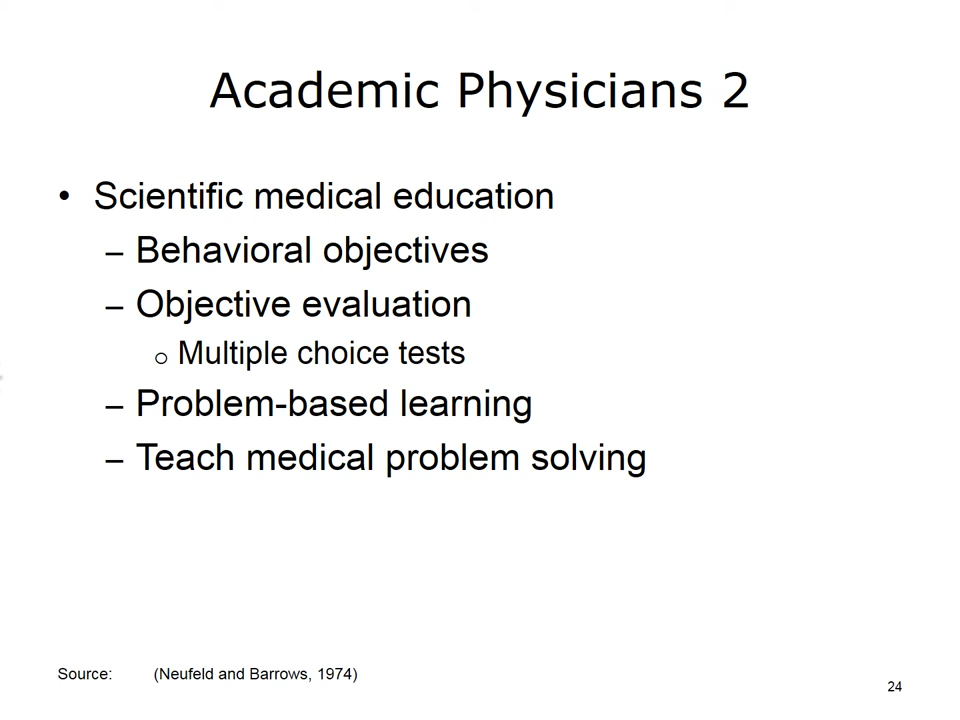 Academic Physicians 2
• Scientific medical education
– Behavioral objectives
– Objective evaluation
o Multiple choice tests
– Problem-based learning
– Teach medical problem solving
Source: (Neufeld and Barrows, 1974)
24